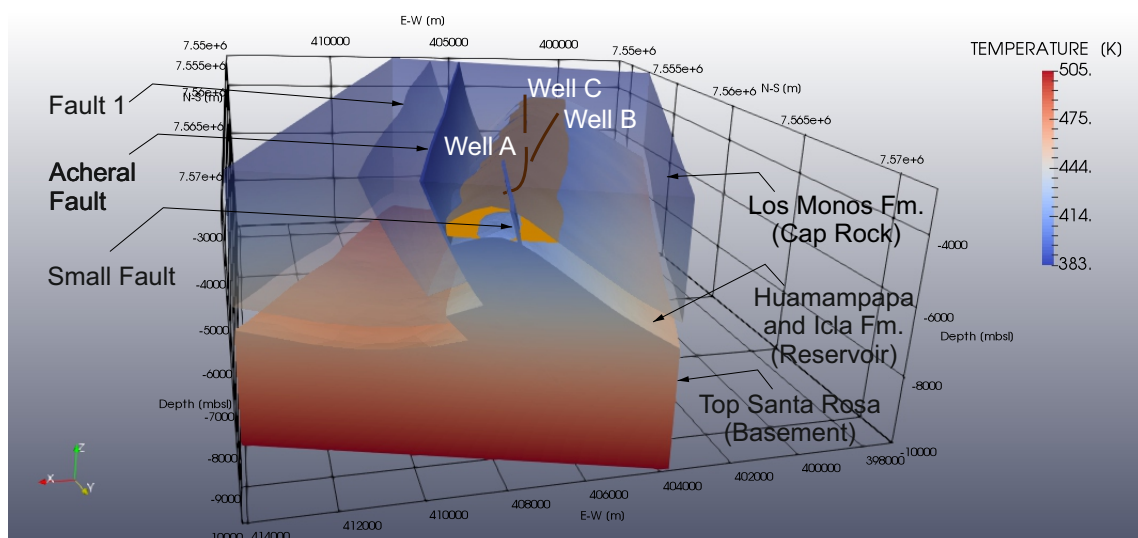 E-W (m)
410000
405000
400000
7.55e+6
7.555e+6
N-S (m)
7.565e+6
7.57e+6
7.55e+6
7.555e+6
N-S (m)
7.56e+6
7.565e+6
7.57e+6
TEMPERATURE (K)
505.
475.
444.
414.
383.
Fault 1
Acheral
Fault
Small Fault
Well C
Well B
Well A
Los Monos Fm.
(Cap Rock)
Huamampapa
and Icla Fm.
(Reservoir)
Top Santa Rosa
(Basement)
-3000
-4000
-5000
-6000
Depth (mbsl)
-7000
-8000
-9000
-4000
-6000
Depth (mbsl)
-8000
-10000
414000
412000
410000
408000
406000
404000
402000
400000
398000
E-W (m)
Z
X
Y